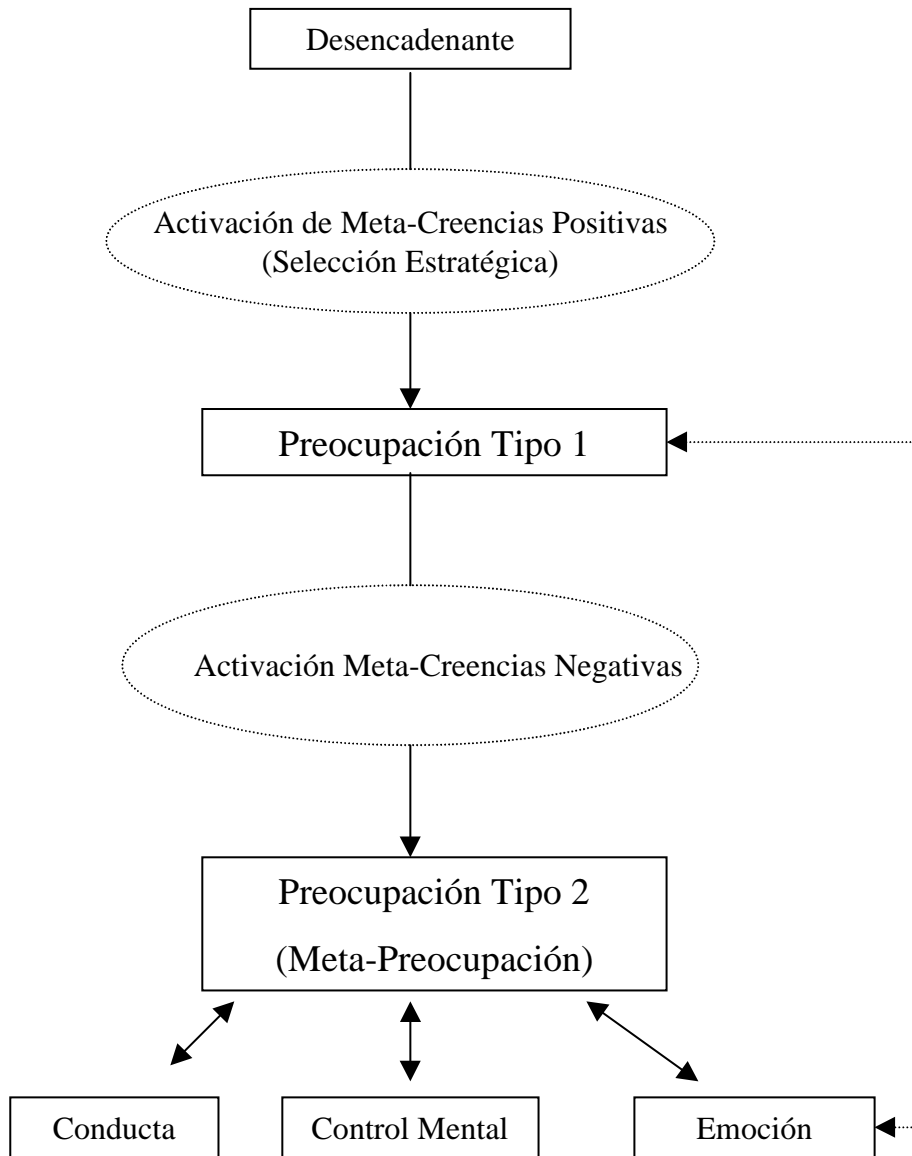 Desencadenante
Activación de Meta-Creencias Positivas
(Selección Estratégica)
Preocupación Tipo 1
Activación Meta-Creencias Negativas
Preocupación Tipo 2
(Meta-Preocupación)
Conducta
Control Mental
Emoción